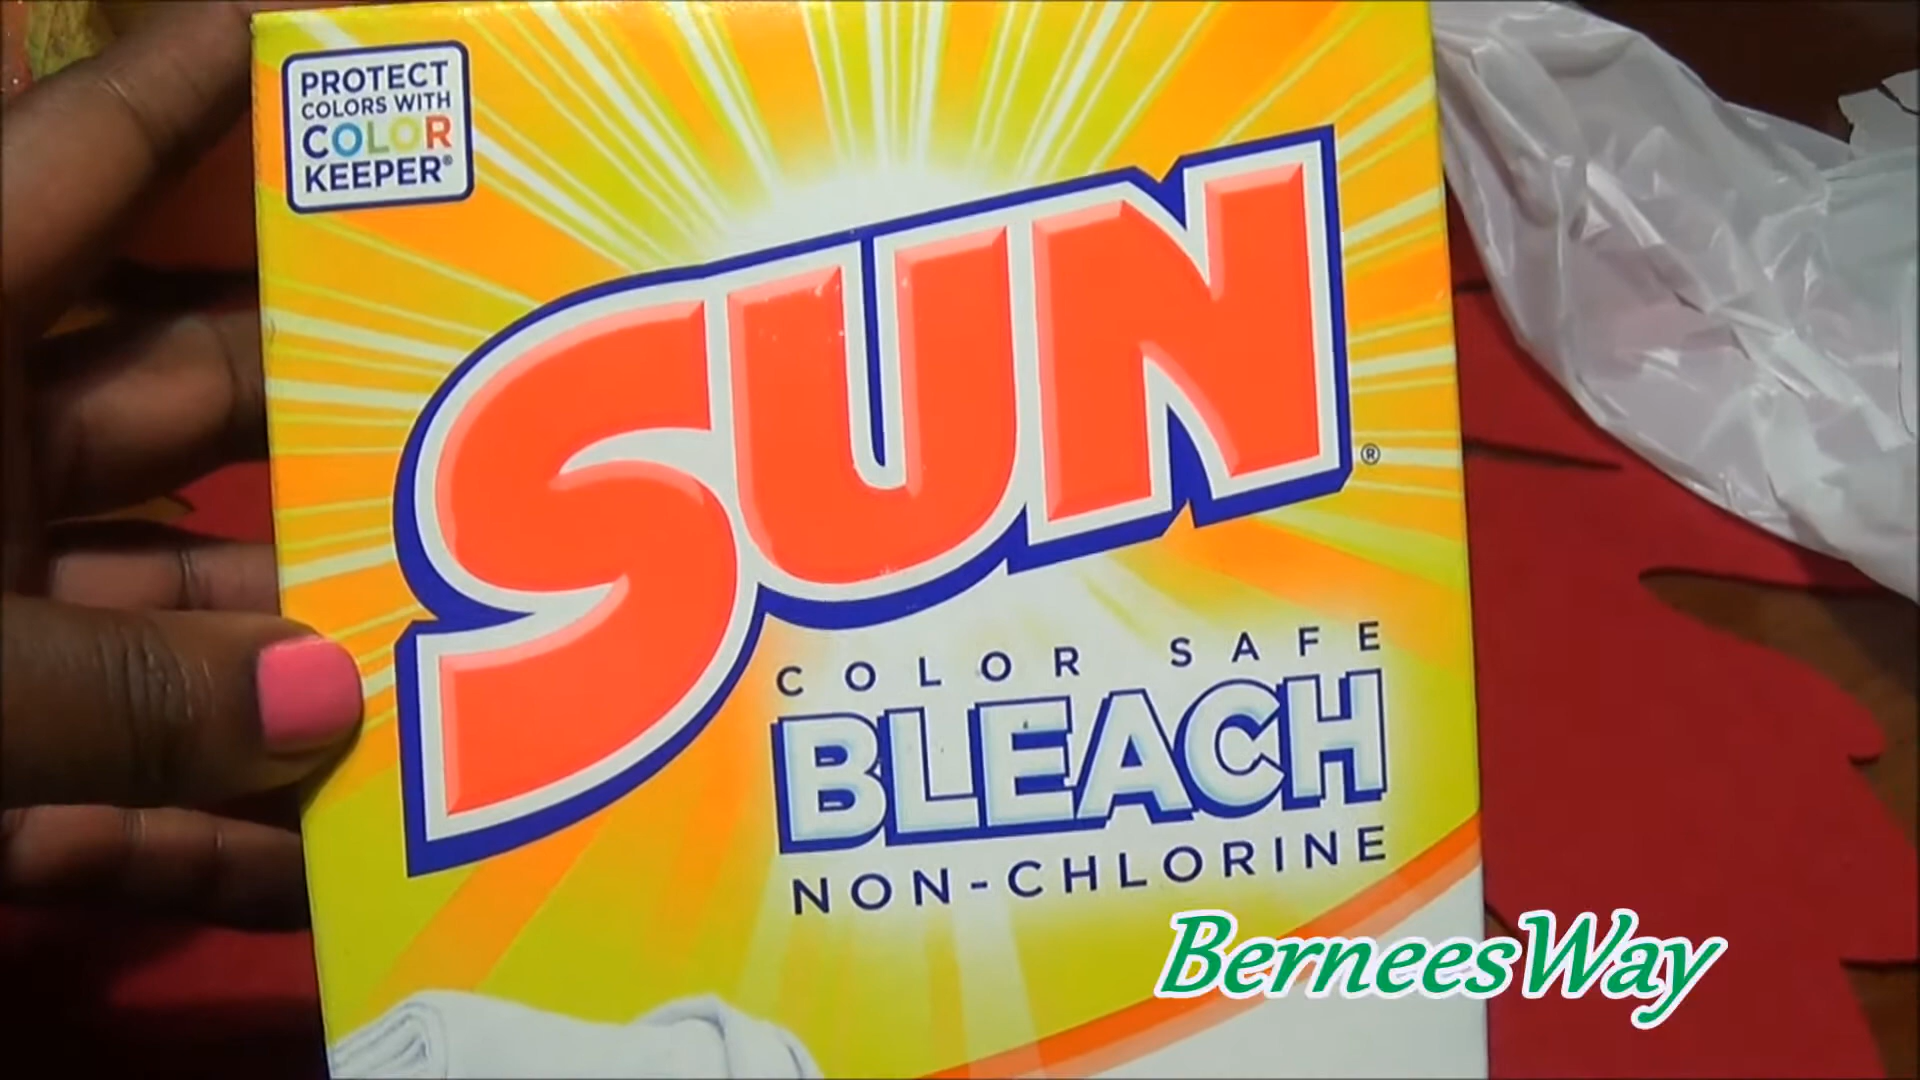 PROTECT
COLORS WITH
COLOR
KEEPER®
SUN®
COLOR SAFE
BLEACH
NON-CHLORINE
BerneesWay